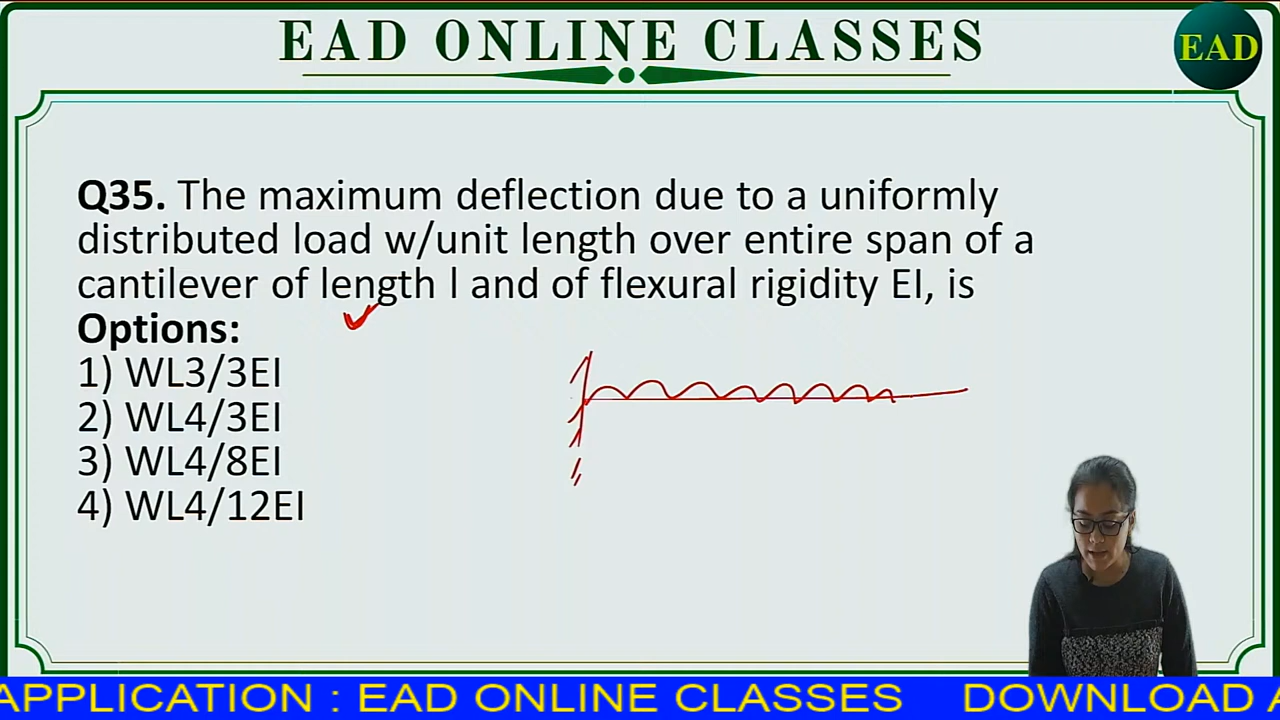 EAD ONLINE CLASSES
EAD
Q35. The maximum deflection due to a uniformly
distributed load w/unit length over entire span of a
cantilever of length l and of flexural rigidity EI, is
Options:
1) WL3/3EI
2) WL4/3EI
3) WL4/8EI
4) WL4/12EI
APPLICATION : EAD ONLINE CLASSES DOWNLOAD A